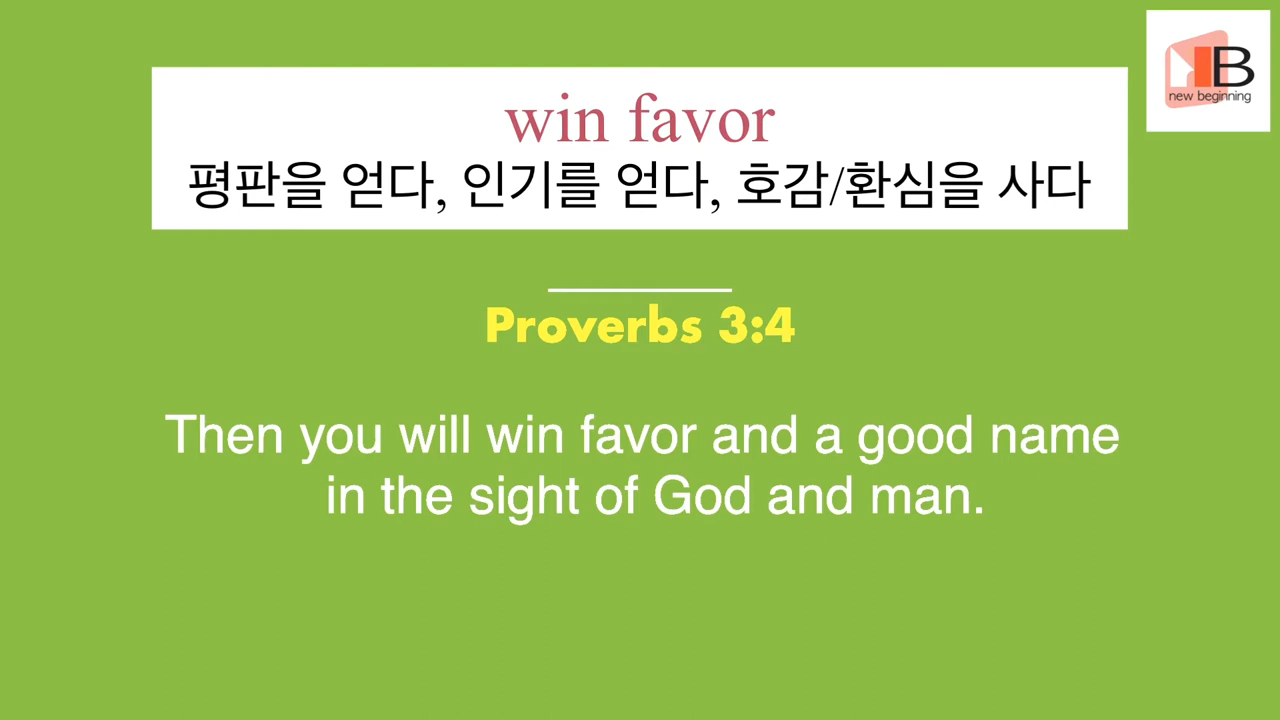 B
new beginning
win favor
평판을 얻다, 인기를 얻다, 호감/환심을 사다
Proverbs 3:4
Then you will win favor and a good name
in the sight of God and man.